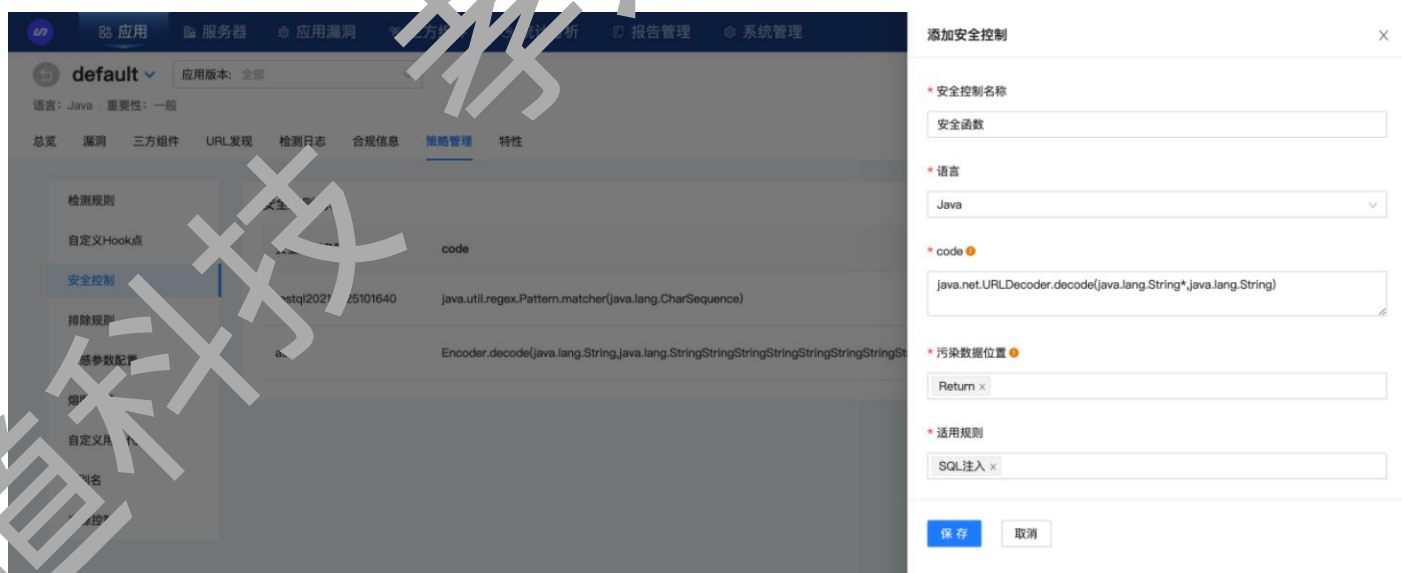 应用
服务器
应用漏洞
报告管理
系统管理
default
应用版本: 全部
语言: Java 重要性: 一般
总览
漏洞
三方组件
URL发现
检测日志
合规信息
策略管理
特性
检测规则
自定义Hook点
安全控制
排除规则
code
25101640
java.util.regex.Pattern.matcher(java.lang.CharSequence)
Encoder.decode(java.lang.String,java.lang.StringStringStringStringStringStringStringSt
添加安全控制
* 安全控制名称
安全函数
* 语言
Java
* code
java.net.URLDecoder.decode(java.lang.String*,java.lang.String)
* 污染数据位置
Return ×
* 适用规则
SQL注入 ×
保存
取消